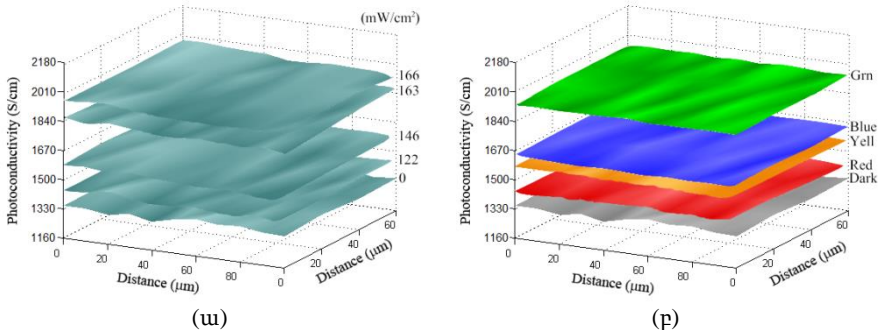 (mW/cm²)
Photoconductivity (S/cm)
2180
2010
1840
1670
1500
1330
1160
166
163
146
122
0
0
20
40
60
80
0
20
40
60
Distance (μm)
Distance (μm)
(ա)
Photoconductivity (S/cm)
2180
2010
1840
1670
1500
1330
1160
Grn
Blue
Yell
Red
Dark
0
20
40
60
80
0
20
40
60
Distance (μm)
Distance (μm)
(բ)